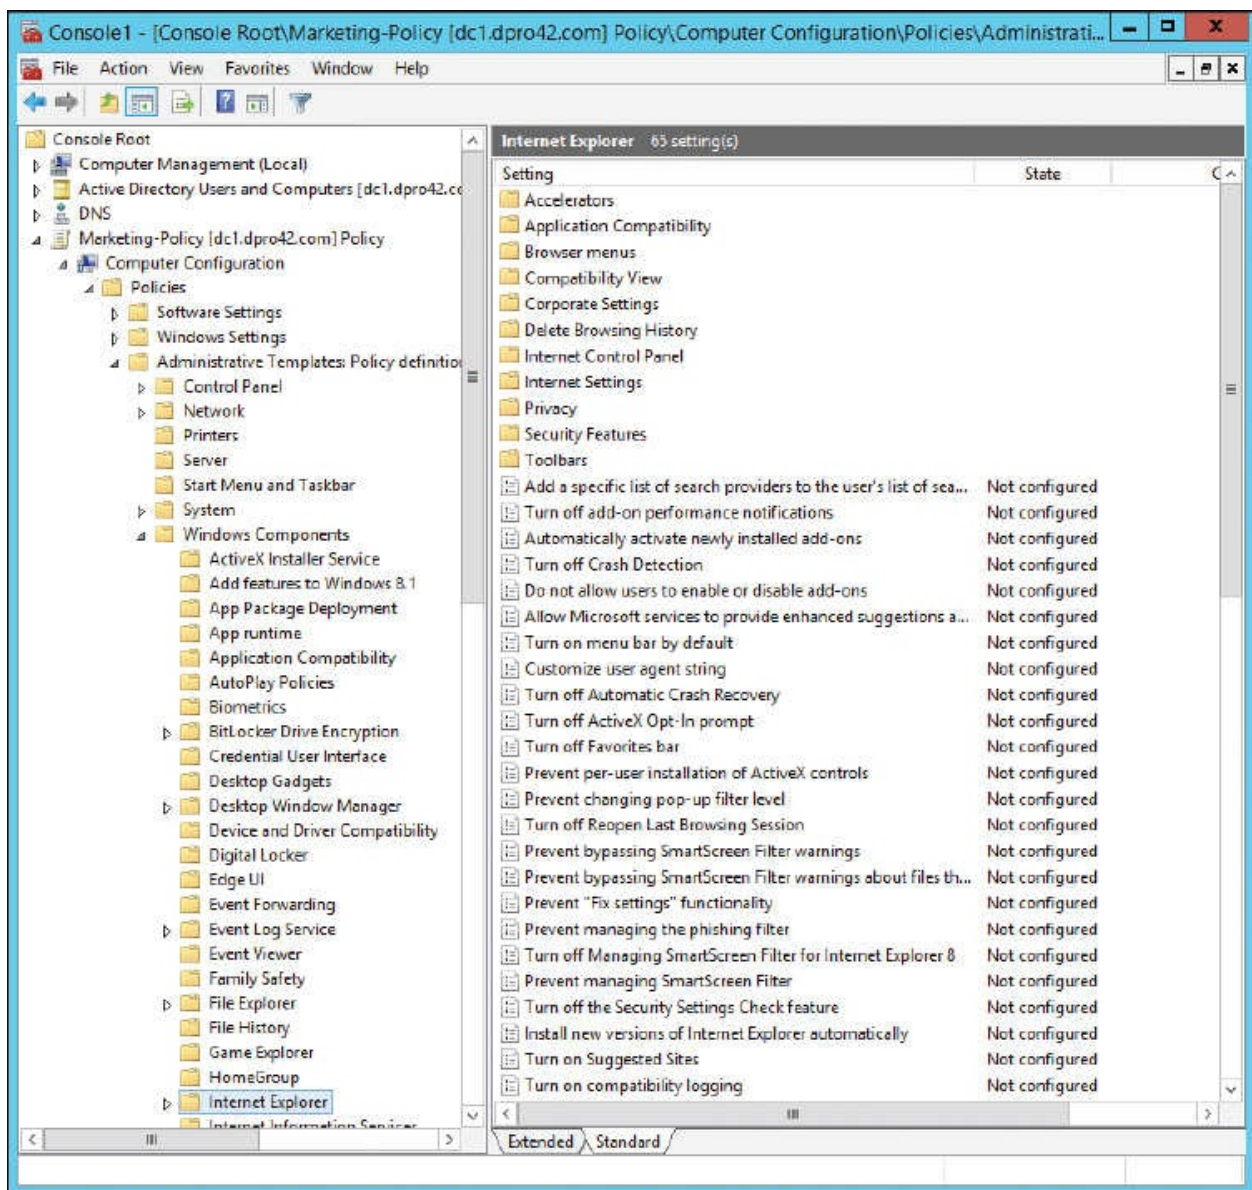 Console1 - [Console Root\Marketing-Policy [dc1.dpro42.com] Policy\Computer Configuration\Policies\Administrati...
File Action View Favorites Window Help
Console Root
Computer Management (Local)
Active Directory Users and Computers [dc1.dpro42.co
DNS
Marketing-Policy [dc1.dpro42.com] Policy
Computer Configuration
Policies
Software Settings
Windows Settings
Administrative Templates: Policy definitio
Control Panel
Network
Printers
Server
Start Menu and Taskbar
System
Windows Components
ActiveX Installer Service
Add features to Windows 8.1
App Package Deployment
App runtime
Application Compatibility
AutoPlay Policies
Biometrics
BitLocker Drive Encryption
Credential User Interface
Desktop Gadgets
Desktop Window Manager
Device and Driver Compatibility
Digital Locker
Edge UI
Event Forwarding
Event Log Service
Event Viewer
Family Safety
File Explorer
File History
Game Explorer
HomeGroup
Internet Explorer
Internet Information Services
Internet Explorer 65 setting(s)
Setting State C
Accelerators
Application Compatibility
Browser menus
Compatibility View
Corporate Settings
Delete Browsing History
Internet Control Panel
Internet Settings
Privacy
Security Features
Toolbars
Add a specific list of search providers to the user's list of sea... Not configured
Turn off add-on performance notifications Not configured
Automatically activate newly installed add-ons Not configured
Turn off Crash Detection Not configured
Do not allow users to enable or disable add-ons Not configured
Allow Microsoft services to provide enhanced suggestions a... Not configured
Turn on menu bar by default Not configured
Customize user agent string Not configured
Turn off Automatic Crash Recovery Not configured
Turn off ActiveX Opt-In prompt Not configured
Turn off Favorites bar Not configured
Prevent per-user installation of ActiveX controls Not configured
Prevent changing pop-up filter level Not configured
Turn off Reopen Last Browsing Session Not configured
Prevent bypassing SmartScreen Filter warnings Not configured
Prevent bypassing SmartScreen Filter warnings about files th... Not configured
Prevent "Fix settings" functionality Not configured
Prevent managing the phishing filter Not configured
Turn off Managing SmartScreen Filter for Internet Explorer 8 Not configured
Prevent managing SmartScreen Filter Not configured
Turn off the Security Settings Check feature Not configured
Install new versions of Internet Explorer automatically Not configured
Turn on Suggested Sites Not configured
Turn on compatibility logging Not configured
Extended Standard